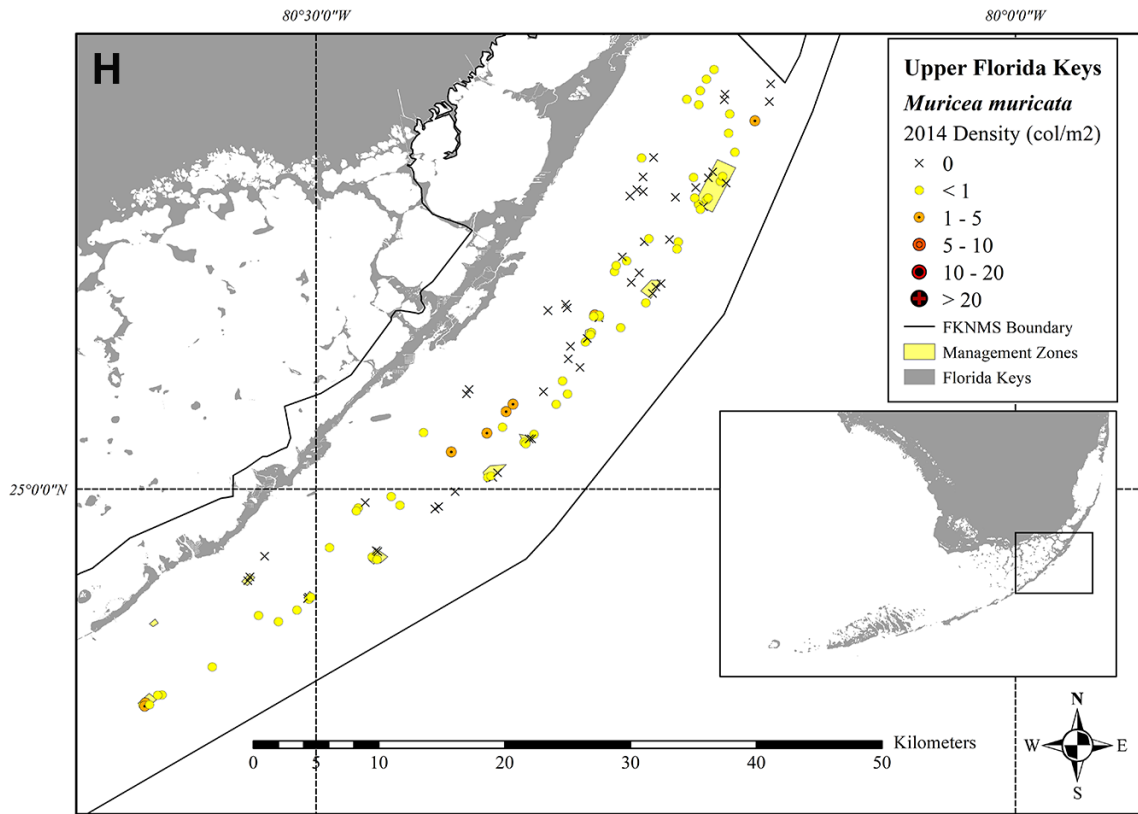 80°30'0"W
80°0'0"W
H
Upper Florida Keys
Muricea muricata
2014 Density (col/m2)
0
< 1
1 - 5
5 - 10
10 - 20
> 20
FKNMS Boundary
Management Zones
Florida Keys
25°0'0"N
Kilometers
0 5 10 20 30 40 50
N
W E
S